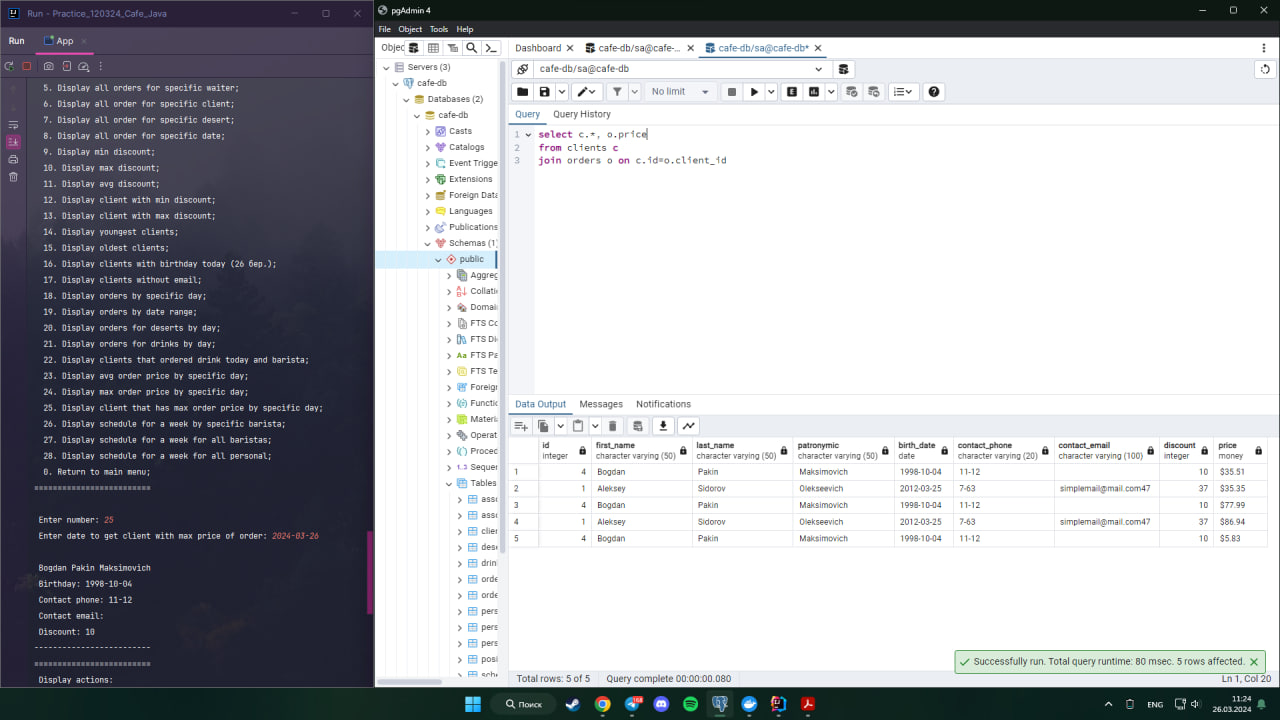 Run - Practice_120324_Cafe_Java
Run
App
5. Display all orders for specific waiter;
6. Display all order for specific client;
7. Display all order for specific desert;
8. Display all order for specific date;
9. Display min discount;
10. Display max discount;
11. Display avg discount;
12. Display client with min discount;
13. Display client with max discount;
14. Display youngest clients;
15. Display oldest clients;
16. Display clients with birthday today (26 бер.);
17. Display clients without email;
18. Display orders by specific day;
19. Display orders by date range;
20. Display orders for deserts by day;
21. Display orders for drinks by day;
22. Display clients that ordered drink today and barista;
23. Display avg order price by specific day;
24. Display max order price by specific day;
25. Display client that has max order price by specific day;
26. Display schedule for a week by specific barista;
27. Display schedule for a week for all baristas;
28. Display schedule for a week for all personal;
0. Return to main menu;
=========================
Enter number: 25
Enter date to get client with max price of order: 2024-03-26
Bogdan Pakin Maksimovich
Birthday: 1998-10-04
Contact phone: 11-12
Contact email:
Discount: 10
-------------------------
=========================
Display actions:
pgAdmin 4
File Object Tools Help
Objec
Servers (3)
cafe-db
Databases (2)
cafe-db
Casts
Catalogs
Event Trigge
Extensions
Foreign Data
Languages
Publications
Schemas (1)
public
Aggreg
Collatio
Domain
FTS Co
FTS Di
FTS Pa
FTS Te
Foreign
Functio
Materia
Operat
Proced
1..3 Sequen
Tables
asso
asso
clien
dese
drin
orde
orde
pers
pers
pers
posi
sche
Dashboard cafe-db/sa@cafe-... cafe-db/sa@cafe-db*
cafe-db/sa@cafe-db
No limit
Query Query History
1 select c.*, o.price
2 from clients c
3 join orders o on c.id=o.client_id
Data Output Messages Notifications
id first_name last_name patronymic birth_date contact_phone contact_email discount price
integer character varying (50) character varying (50) character varying (50) date character varying (20) character varying (100) integer money
1 4 Bogdan Pakin Maksimovich 1998-10-04 11-12 10 $35.51
2 1 Aleksey Sidorov Olekseevich 2012-03-25 7-63 simplemail@mail.com47 37 $35.35
3 4 Bogdan Pakin Maksimovich 1998-10-04 11-12 10 $77.99
4 1 Aleksey Sidorov Olekseevich 2012-03-25 7-63 simplemail@mail.com47 37 $86.94
5 4 Bogdan Pakin Maksimovich 1998-10-04 11-12 10 $5.83
Successfully run. Total query runtime: 80 msec. 5 rows affected.
Total rows: 5 of 5 Query complete 00:00:00.080 Ln 1, Col 20
Поиск
168
ENG
11:24
26.03.2024